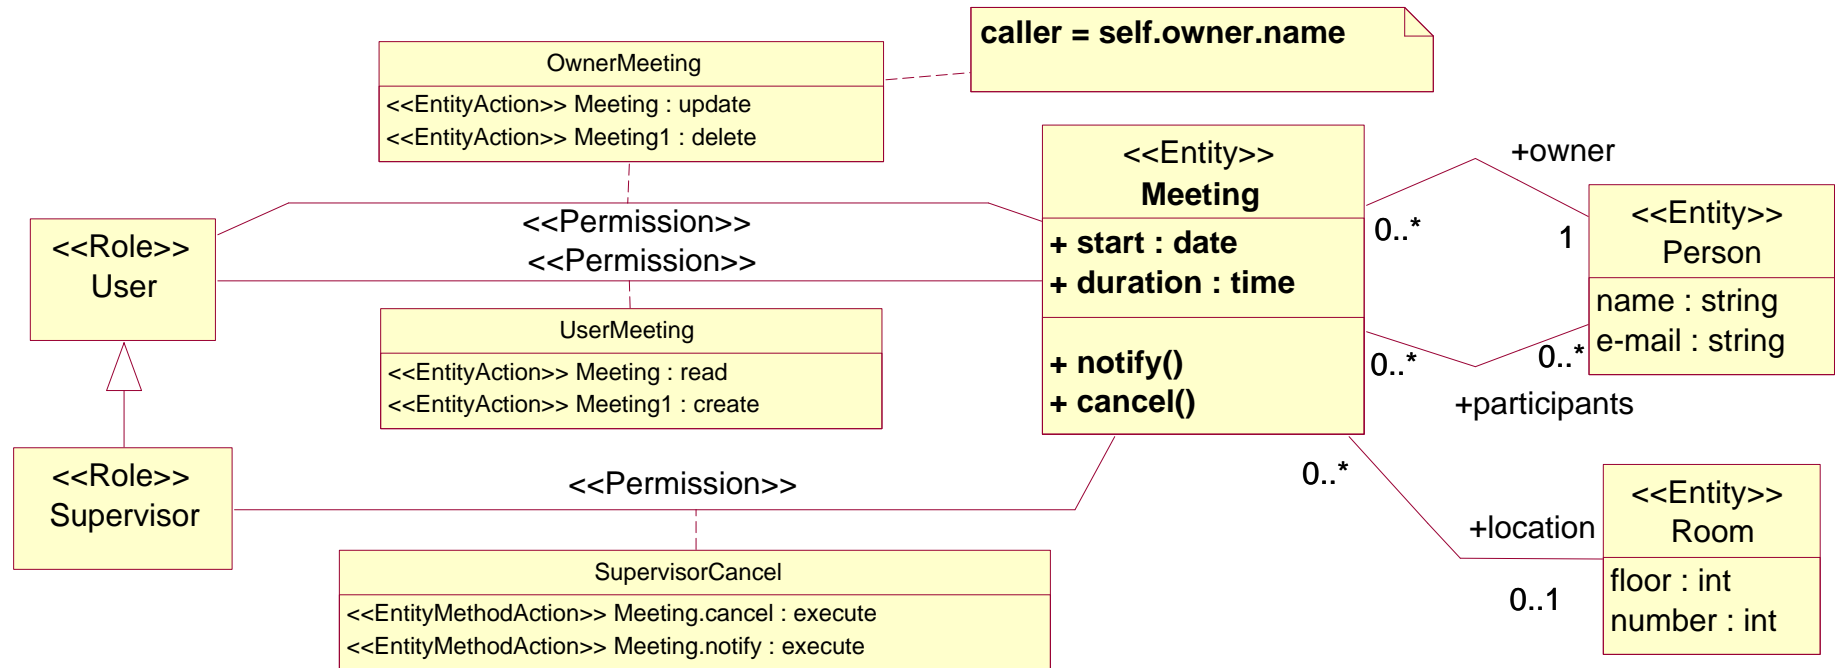 caller = self.owner.name
OwnerMeeting
<<EntityAction>> Meeting : update
<<EntityAction>> Meeting1 : delete
<<Role>>
User
<<Permission>>
<<Permission>>
UserMeeting
<<EntityAction>> Meeting : read
<<EntityAction>> Meeting1 : create
<<Role>>
Supervisor
<<Permission>>
SupervisorCancel
<<EntityMethodAction>> Meeting.cancel : execute
<<EntityMethodAction>> Meeting.notify : execute
<<Entity>>
Meeting
+ start : date
+ duration : time
+ notify()
+ cancel()
+owner
0..*
1
<<Entity>>
Person
name : string
e-mail : string
0..*
0..*
+participants
0..*
+location
0..1
<<Entity>>
Room
floor : int
number : int